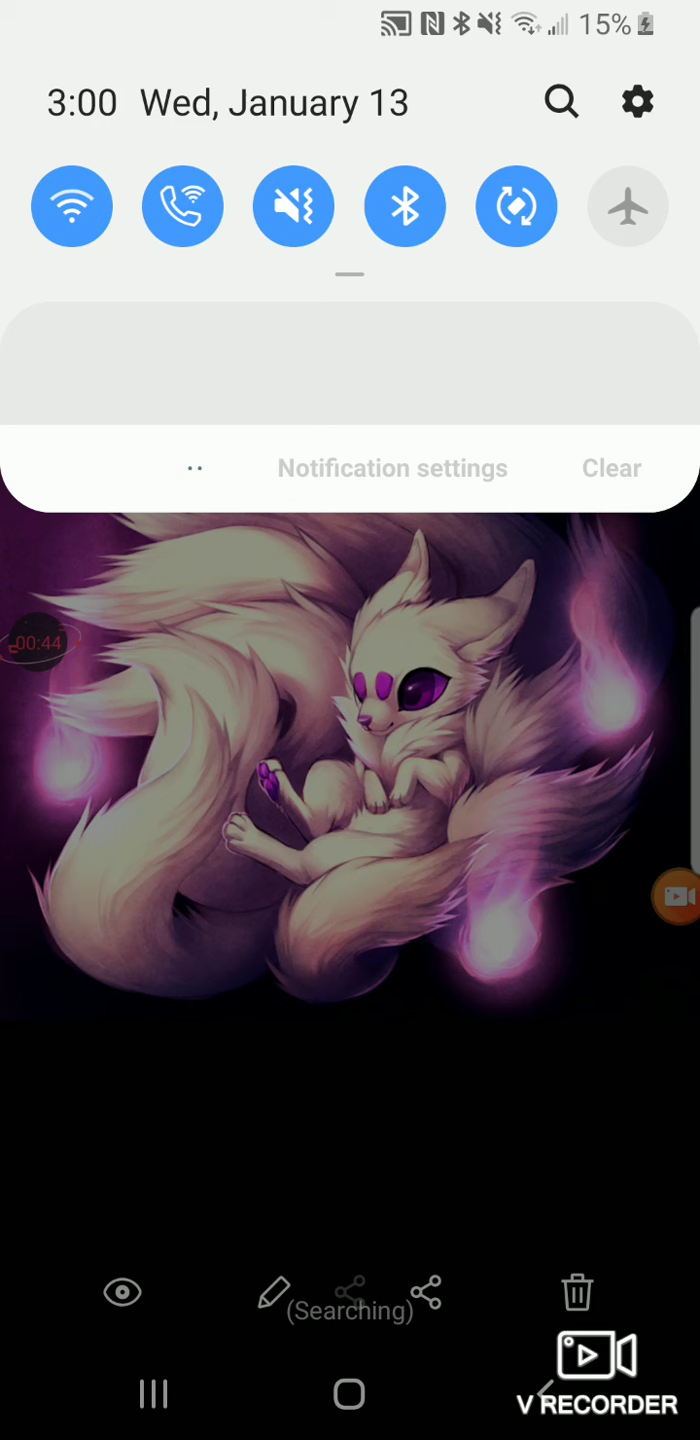 15%
3:00 Wed, January 13
Notification settings Clear
00:44
(Searching)
V RECORDER